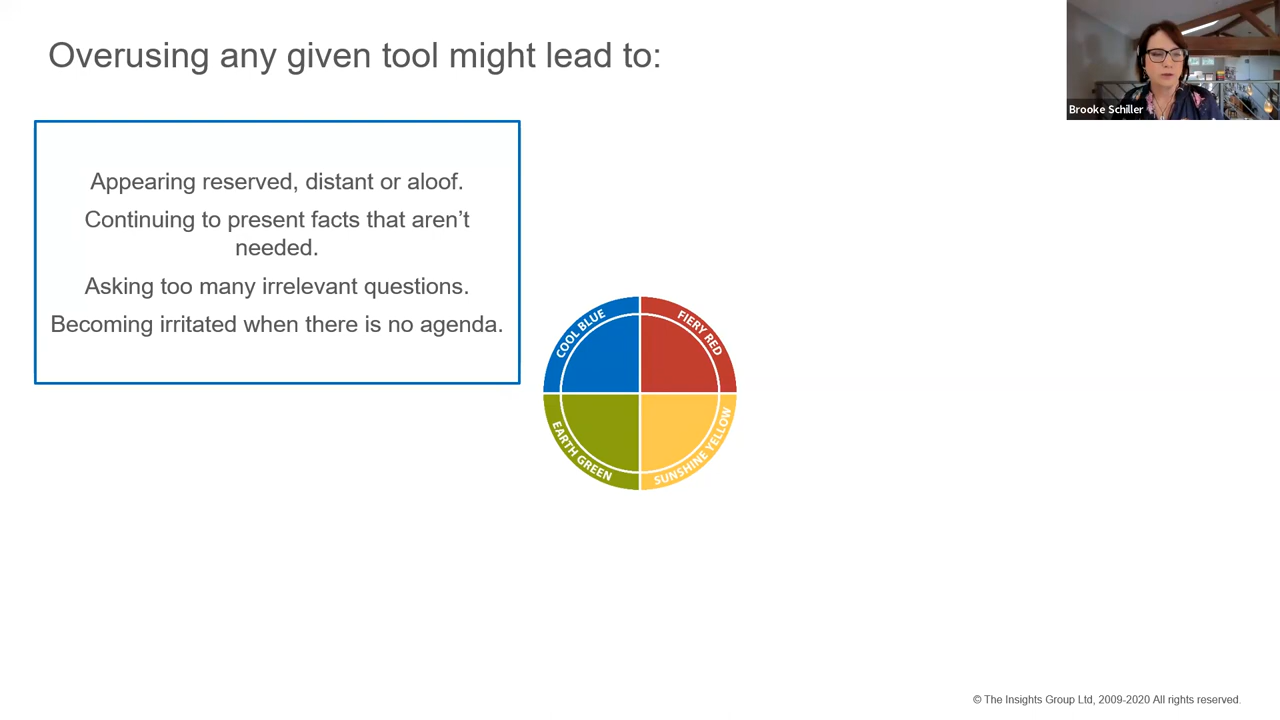 Overusing any given tool might lead to:
Brooke Schiller
Appearing reserved, distant or aloof.
Continuing to present facts that aren’t
needed.
Asking too many irrelevant questions.
Becoming irritated when there is no agenda.
COOL BLUE
FIERY RED
EARTH GREEN
SUNSHINE YELLOW
© The Insights Group Ltd, 2009-2020 All rights reserved.